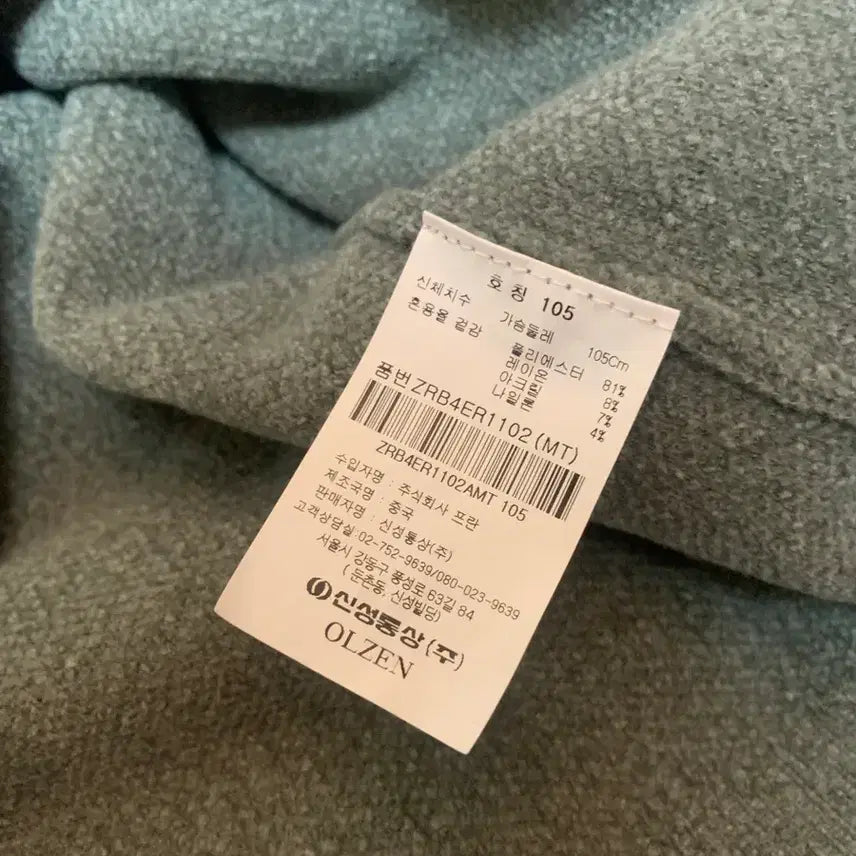 호칭 105
신체치수 가슴둘레 105Cm
혼용율 겉감 폴리에스터 81%
레이온 8%
아크릴 7%
나일론 4%
품번 ZRB4ER1102(MT)
ZRB4ER1102AMT 105
수입자명 : 주식회사 프란
제조국명 : 중국
판매자명 : 신성통상(주)
고객상담실:02-752-9639/080-023-9639
서울시 강동구 풍성로 63길 84
(둔촌동, 신성빌딩)
신성통상(주)
OLZEN